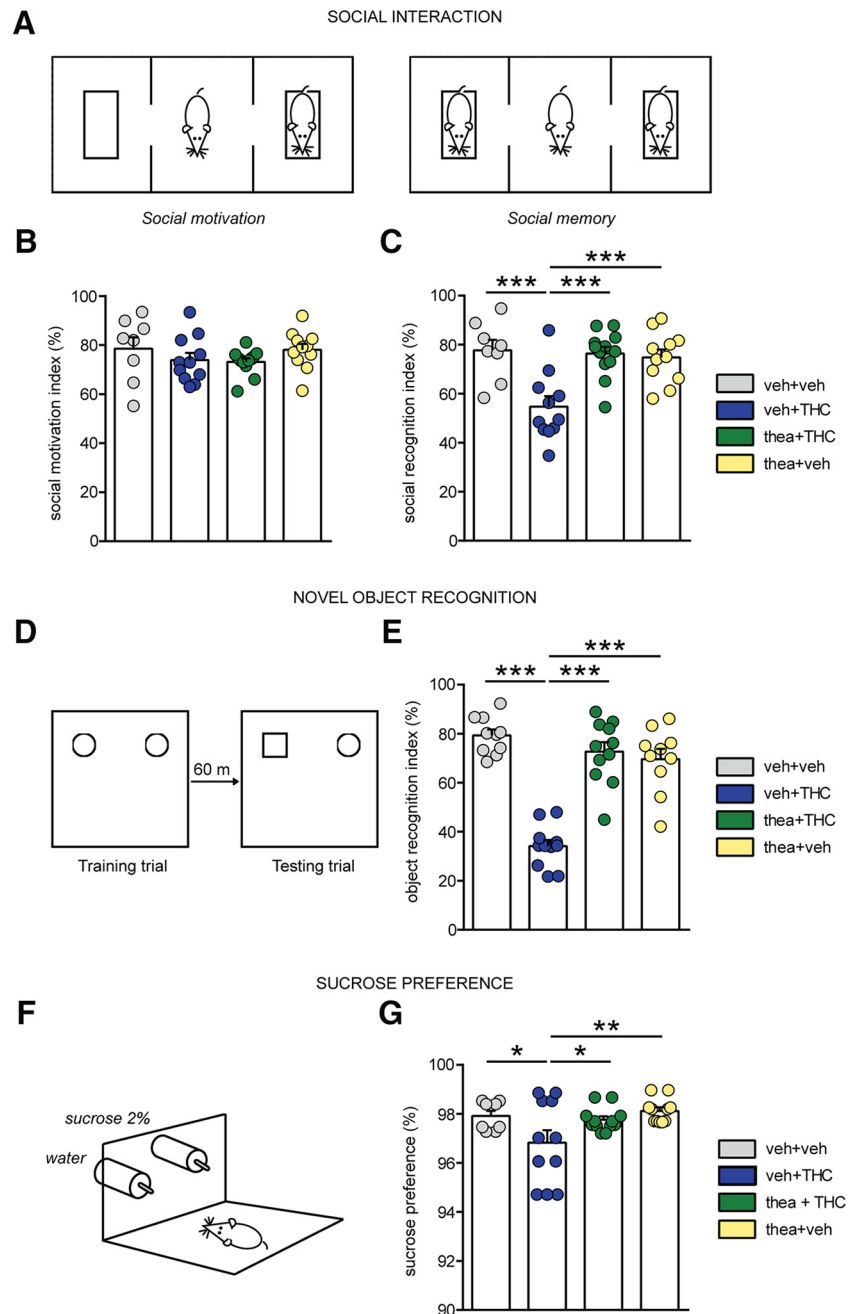 A
SOCIAL INTERACTION
Social motivation
Social memory
B
social motivation index (%)
100
80
60
40
20
0
C
***
*** ***
social recognition index (%)
100
80
60
40
20
0
veh+veh
veh+THC
thea+THC
thea+veh
NOVEL OBJECT RECOGNITION
D
60 m
Training trial
Testing trial
E
***
*** ***
object recognition index (%)
100
80
60
40
20
0
veh+veh
veh+THC
thea+THC
thea+veh
SUCROSE PREFERENCE
F
sucrose 2%
water
G
**
* *
sucrose preference (%)
100
98
96
94
92
90
veh+veh
veh+THC
thea + THC
thea+veh